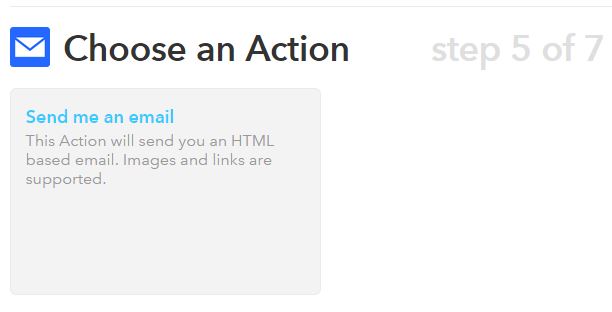 Choose an Action step 5 of 7
Send me an email
This Action will send you an HTML
based email. Images and links are
supported.